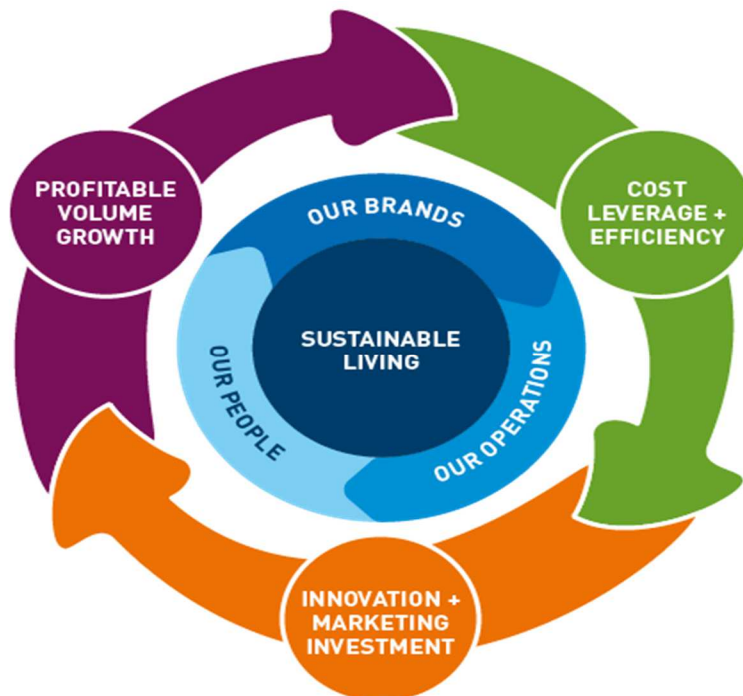 PROFITABLE
VOLUME
GROWTH
COST
LEVERAGE +
EFFICIENCY
OUR BRANDS
SUSTAINABLE
LIVING
OUR PEOPLE
OUR OPERATIONS
INNOVATION +
MARKETING
INVESTMENT